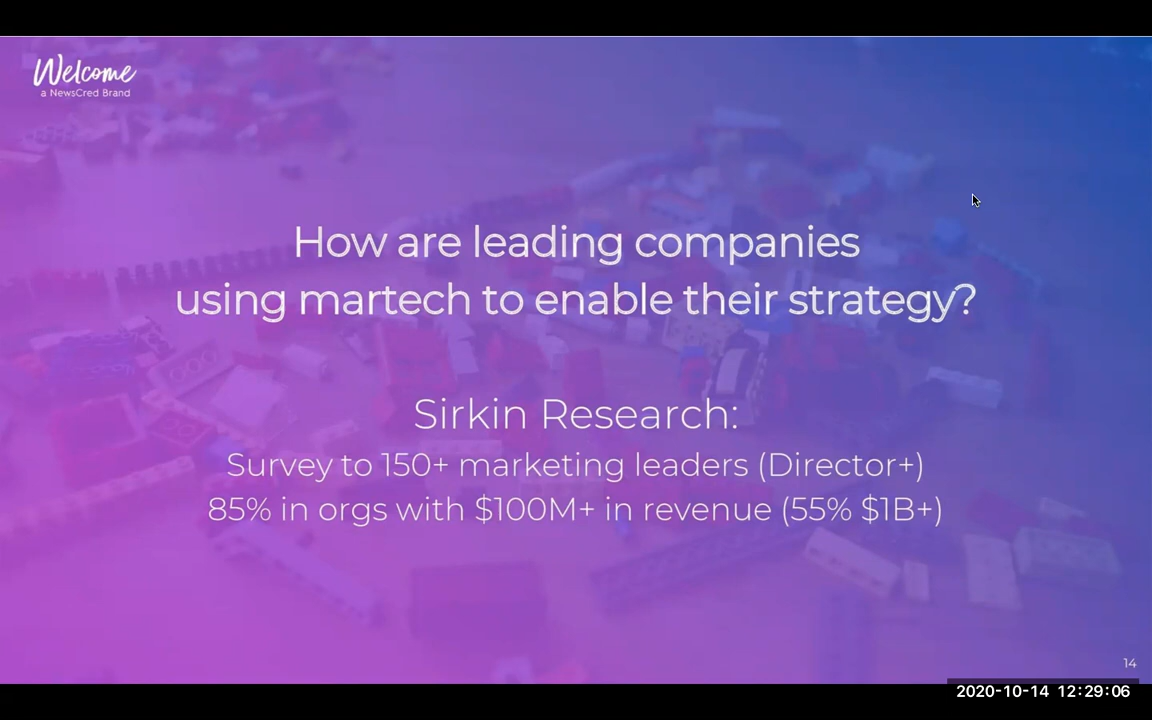 Welcome
a NewsCred Brand
How are leading companies
using martech to enable their strategy?
Sirkin Research:
Survey to 150+ marketing leaders (Director+)
85% in orgs with $100M+ in revenue (55% $1B+)
14
2020-10-14 12:29:06